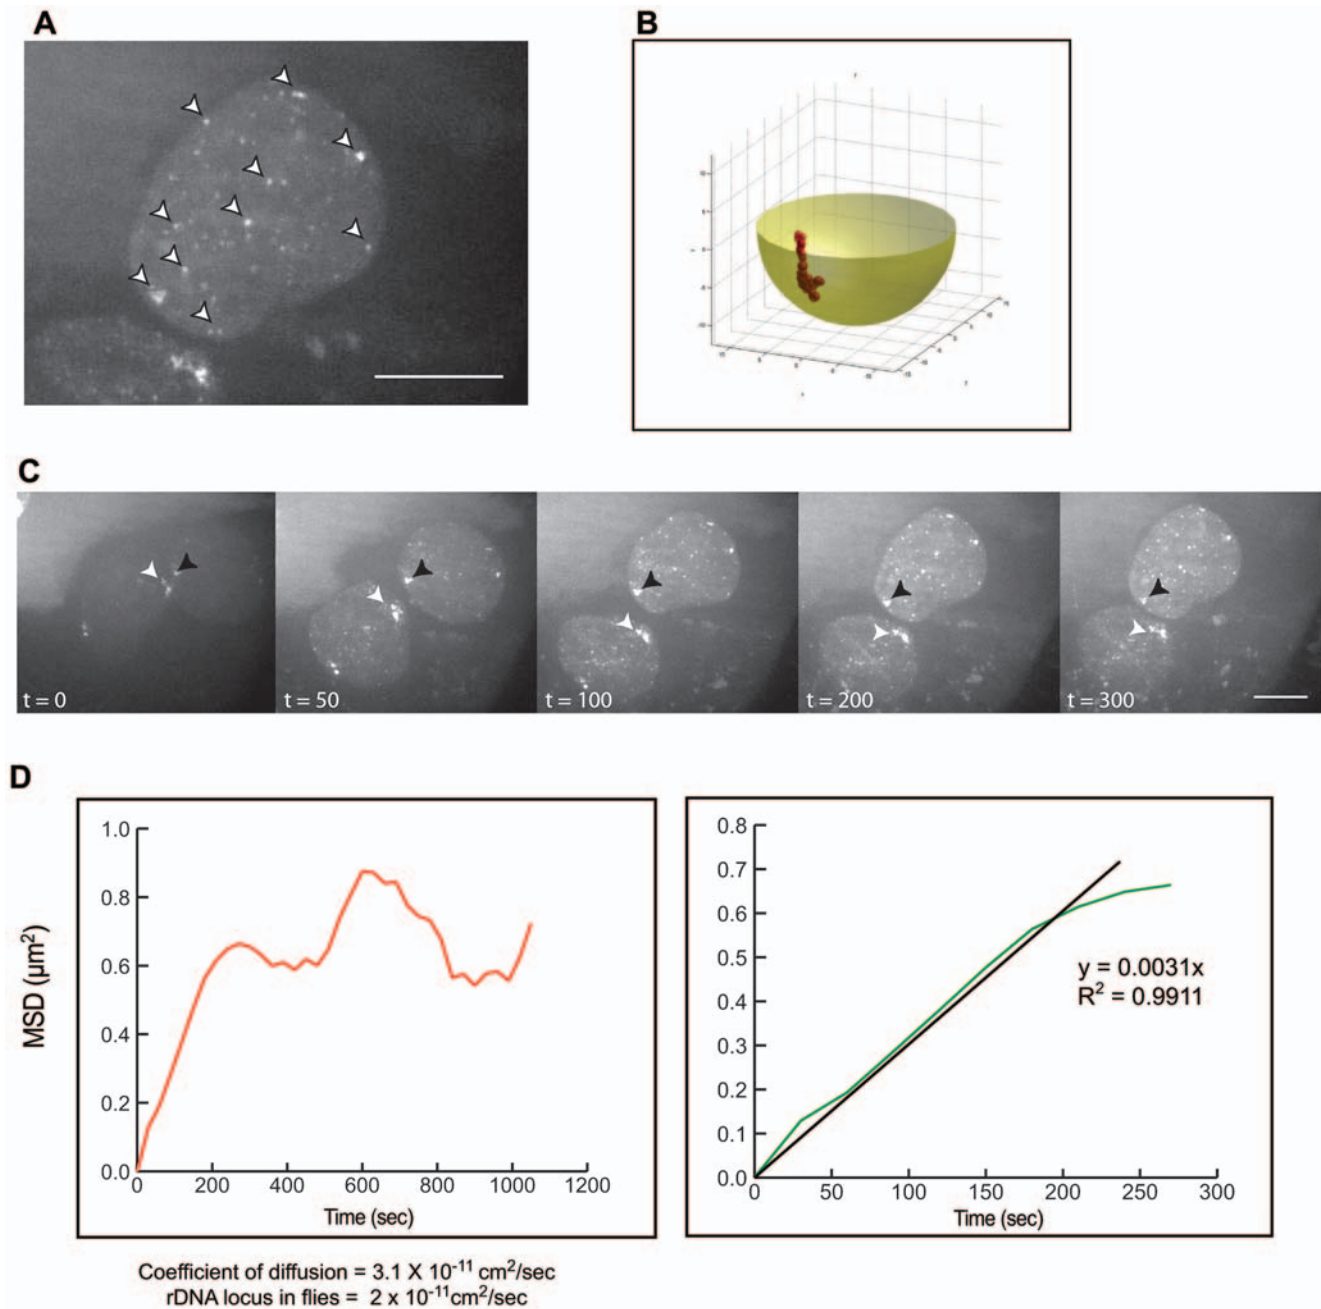 A
B
C
t = 0
t = 50
t = 100
t = 200
t = 300
D
MSD (μm²)
1.0
0.8
0.6
0.4
0.2
0.0
0 200 400 600 800 1000 1200
Time (sec)
0.8
0.7
0.6
0.5
0.4
0.3
0.2
0.1
0.0
y = 0.0031x
R² = 0.9911
0 50 100 150 200 250 300
Time (sec)
Coefficient of diffusion = 3.1 X 10⁻¹¹ cm²/sec
rDNA locus in flies = 2 x 10⁻¹¹cm²/sec